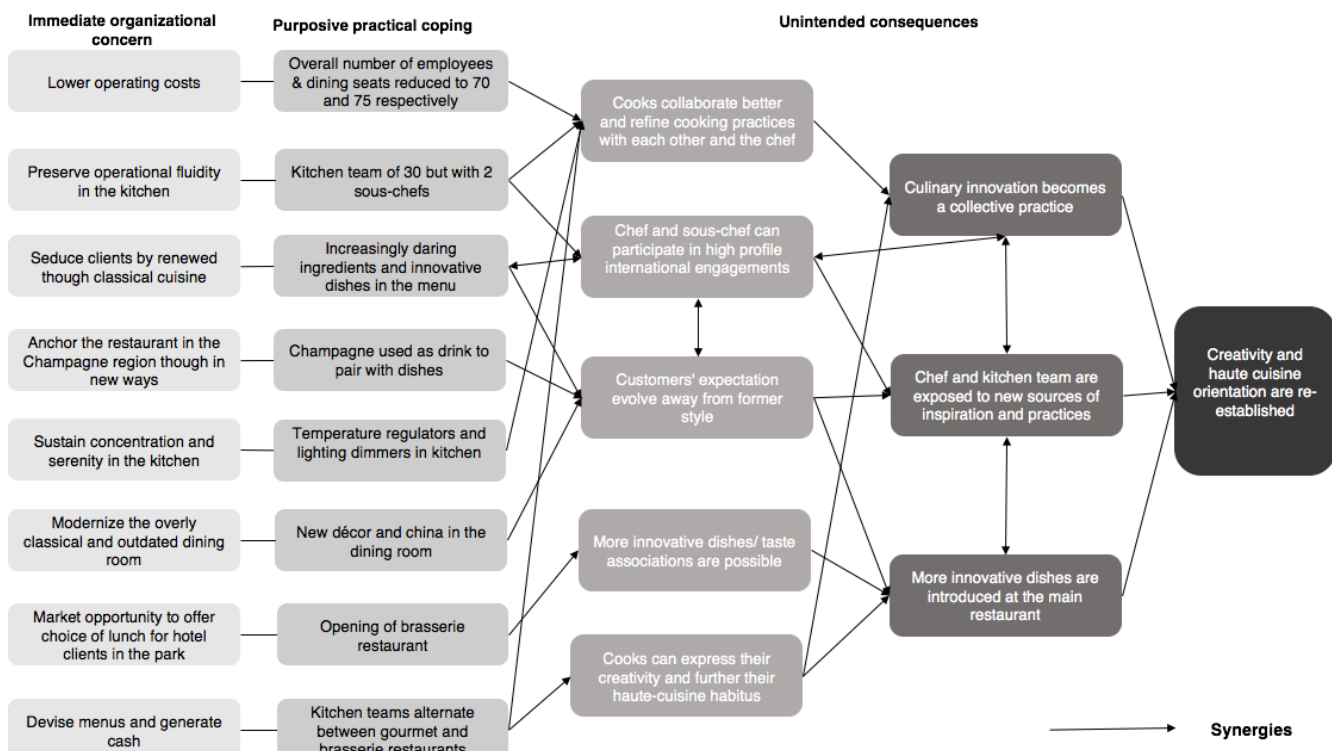 Immediate organizational
concern
Purposive practical coping
Unintended consequences
Lower operating costs
Overall number of employees
& dining seats reduced to 70
and 75 respectively
Preserve operational fluidity
in the kitchen
Kitchen team of 30 but with 2
sous-chefs
Seduce clients by renewed
though classical cuisine
Increasingly daring
ingredients and innovative
dishes in the menu
Anchor the restaurant in the
Champagne region though in
new ways
Champagne used as drink to
pair with dishes
Sustain concentration and
serenity in the kitchen
Temperature regulators and
lighting dimmers in kitchen
Modernize the overly
classical and outdated dining
room
New décor and china in the
dining room
Market opportunity to offer
choice of lunch for hotel
clients in the park
Opening of brasserie
restaurant
Devise menus and generate
cash
Kitchen teams alternate
between gourmet and
brasserie restaurants
Cooks collaborate better
and refine cooking practices
with each other and the chef
Chef and sous-chef can
participate in high profile
international engagements
Customers' expectation
evolve away from former
style
More innovative dishes/ taste
associations are possible
Cooks can express their
creativity and further their
haute-cuisine habitus
Culinary innovation becomes
a collective practice
Chef and kitchen team are
exposed to new sources of
inspiration and practices
More innovative dishes are
introduced at the main
restaurant
Creativity and
haute cuisine
orientation are re-
established
Synergies